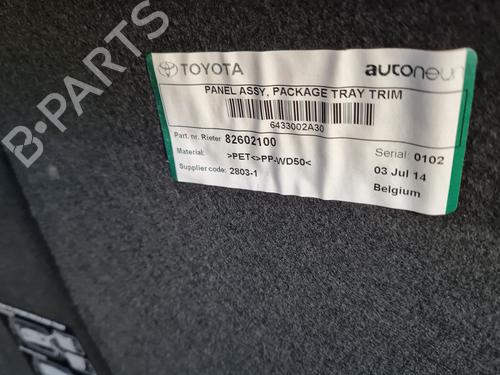 TOYOTA autoneum
PANEL ASSY, PACKAGE TRAY TRIM
6433002A30
Part. nr. Rieter 82602100 Serial: 0102
Material: >PET<>PP-WD50< 03 Jul 14
Supplier code: 2803-1 Belgium